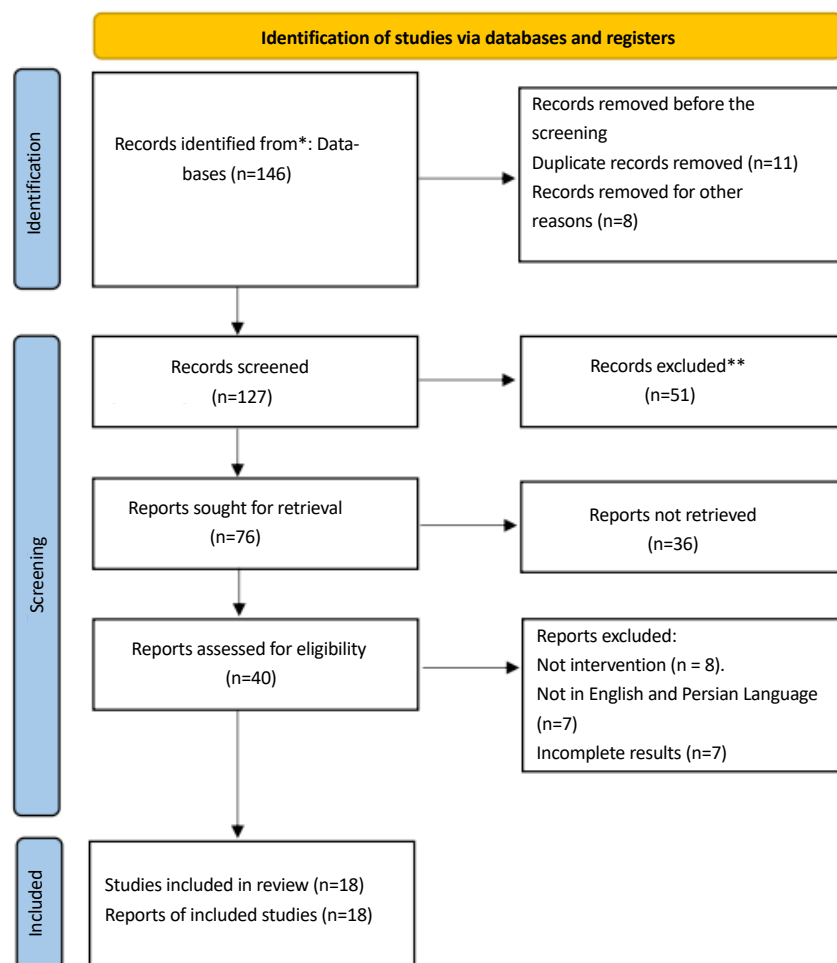 Identification of studies via databases and registers
Identification
Records identified from*: Data-
bases (n=146)
Records removed before the
screening
Duplicate records removed (n=11)
Records removed for other
reasons (n=8)
Screening
Records screened
(n=127)
Records excluded**
(n=51)
Reports sought for retrieval
(n=76)
Reports not retrieved
(n=36)
Reports assessed for eligibility
(n=40)
Reports excluded:
Not intervention (n = 8).
Not in English and Persian Language
(n=7)
Incomplete results (n=7)
Included
Studies included in review (n=18)
Reports of included studies (n=18)